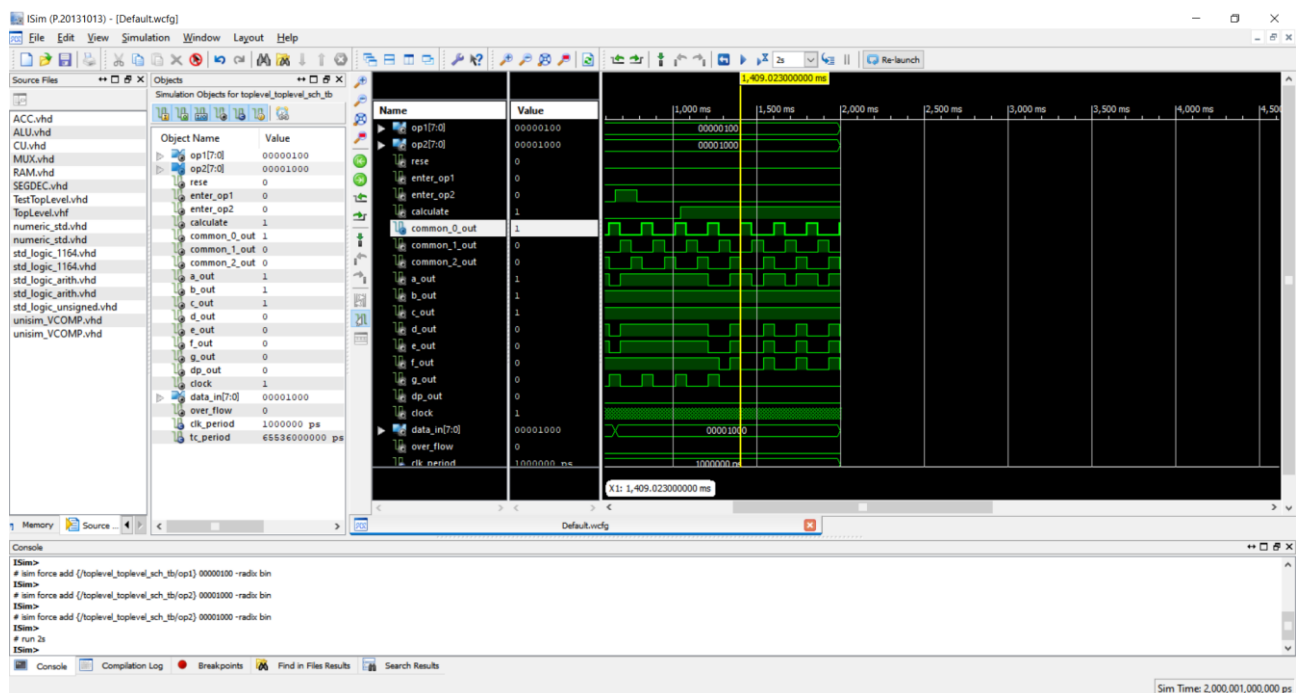 ISim (P.20131013) - [Default.wcfg]
File Edit View Simulation Window Layout Help
2s
Re-launch
Source Files
ACC.vhd
ALU.vhd
CU.vhd
MUX.vhd
RAM.vhd
SEGDEC.vhd
TestTopLevel.vhd
TopLevel.vhf
numeric_std.vhd
numeric_std.vhd
std_logic_1164.vhd
std_logic_1164.vhd
std_logic_arith.vhd
std_logic_arith.vhd
std_logic_unsigned.vhd
unisim_VCOMP.vhd
unisim_VCOMP.vhd
Memory Source ...
Objects
Simulation Objects for toplevel_toplevel_sch_tb
Object Name Value
op1[7:0] 00000100
op2[7:0] 00001000
rese 0
enter_op1 0
enter_op2 0
calculate 1
common_0_out 1
common_1_out 0
common_2_out 0
a_out 1
b_out 1
c_out 1
d_out 0
e_out 0
f_out 0
g_out 0
dp_out 0
clock 1
data_in[7:0] 00001000
over_flow 0
clk_period 1000000 ps
tc_period 65536000000 ps
1,409.023000000 ms
Name Value
1,000 ms 1,500 ms 2,000 ms 2,500 ms 3,000 ms 3,500 ms 4,000 ms 4,50
op1[7:0] 00000100 00000100
op2[7:0] 00001000 00001000
rese 0
enter_op1 0
enter_op2 0
calculate 1
common_0_out 1
common_1_out 0
common_2_out 0
a_out 1
b_out 1
c_out 1
d_out 0
e_out 0
f_out 0
g_out 0
dp_out 0
clock 1
data_in[7:0] 00001000 00001000
over_flow 0
clk_period 1000000 ps 1000000 ps
X1: 1,409.023000000 ms
Default.wcfg
Console
ISim>
# isim force add {/toplevel_toplevel_sch_tb/op1} 00000100 -radix bin
ISim>
# isim force add {/toplevel_toplevel_sch_tb/op2} 00001000 -radix bin
ISim>
# isim force add {/toplevel_toplevel_sch_tb/op2} 00001000 -radix bin
ISim>
# run 2s
ISim>
Console Compilation Log Breakpoints Find in Files Results Search Results
Sim Time: 2,000,001,000,000 ps